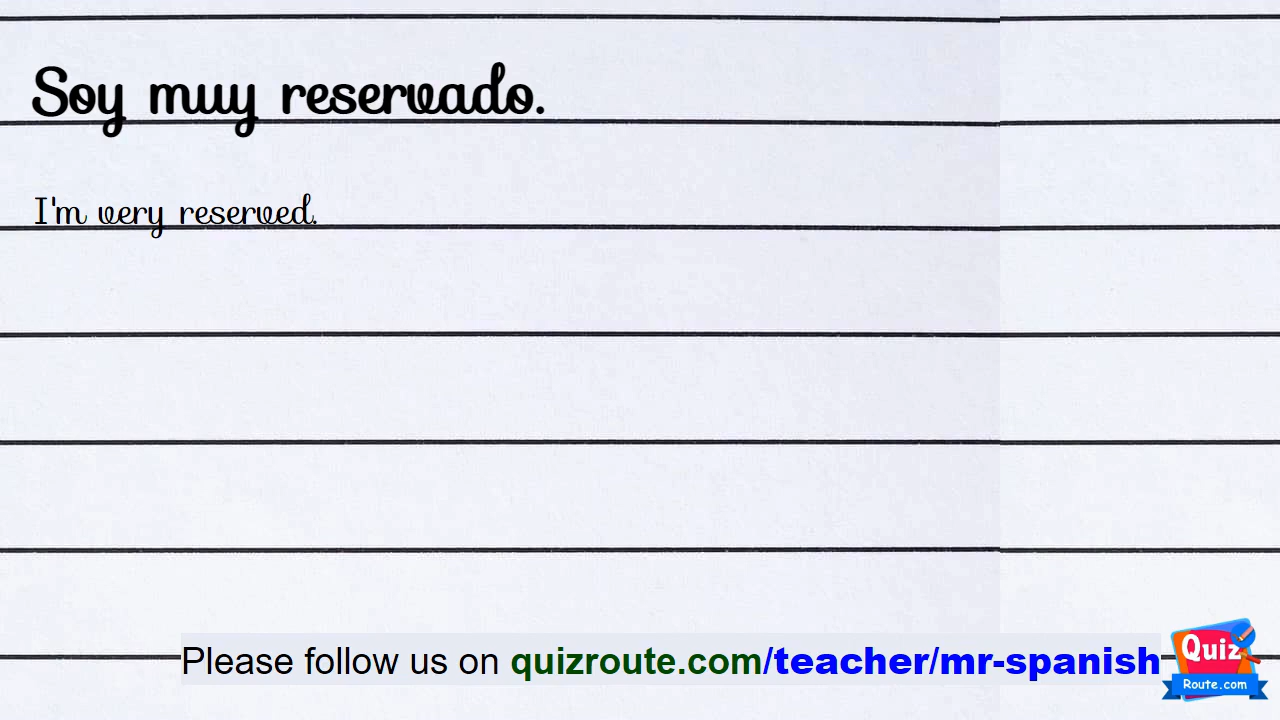 Soy muy reservado.
I'm very reserved.
Please follow us on quizroute.com/teacher/mr-spanish
Quiz
Route.com